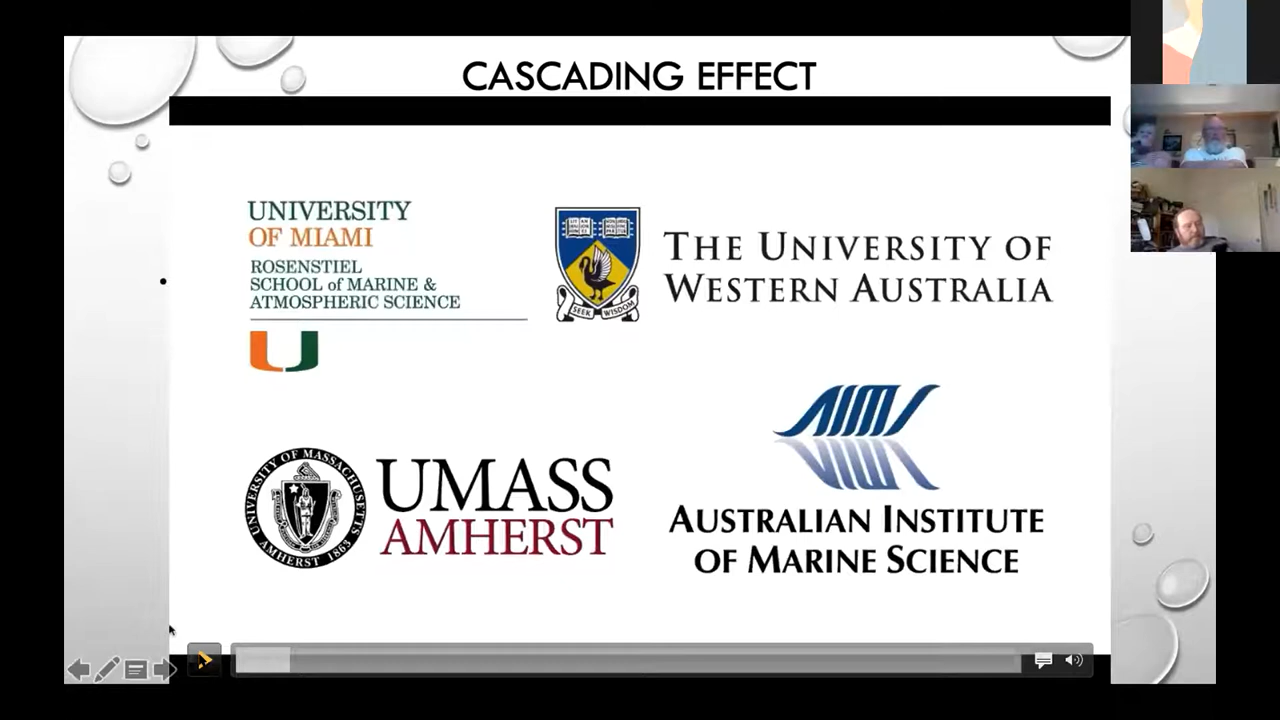 CASCADING EFFECT
UNIVERSITY
OF MIAMI
ROSENSTIEL
SCHOOL of MARINE &
ATMOSPHERIC SCIENCE
THE UNIVERSITY OF
WESTERN AUSTRALIA
SEEK WISDOM
UNIVERSITY OF MASSACHUSETTS
AMHERST 1863
UMASS
AMHERST
AIMS
AUSTRALIAN INSTITUTE
OF MARINE SCIENCE